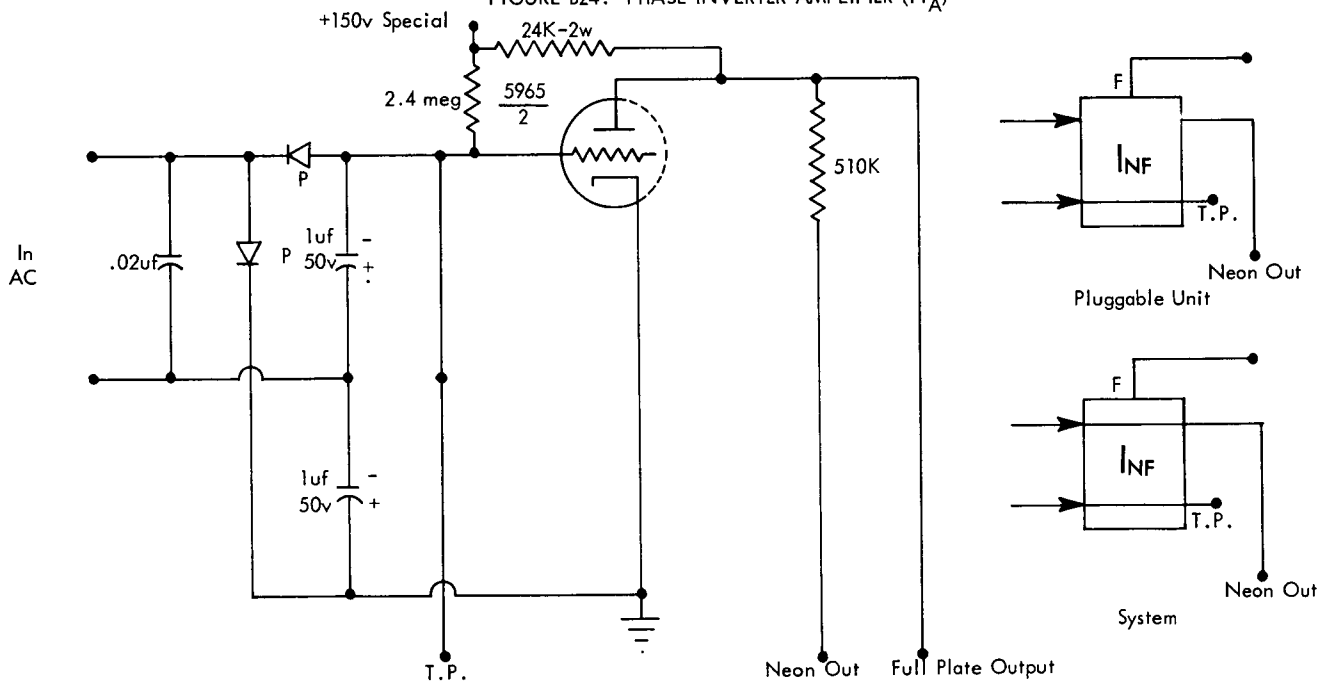 FIGURE B24. PHASE INVERTER AMPLIFIER (PIA)
+150v Special
24K-2w
2.4 meg
5965
2
510K
P
In
AC
.02uf
P
1uf
50v
-
+
1uf
50v
-
+
T.P.
Neon Out
Full Plate Output
F
INF
T.P.
Neon Out
Pluggable Unit
F
INF
T.P.
Neon Out
System